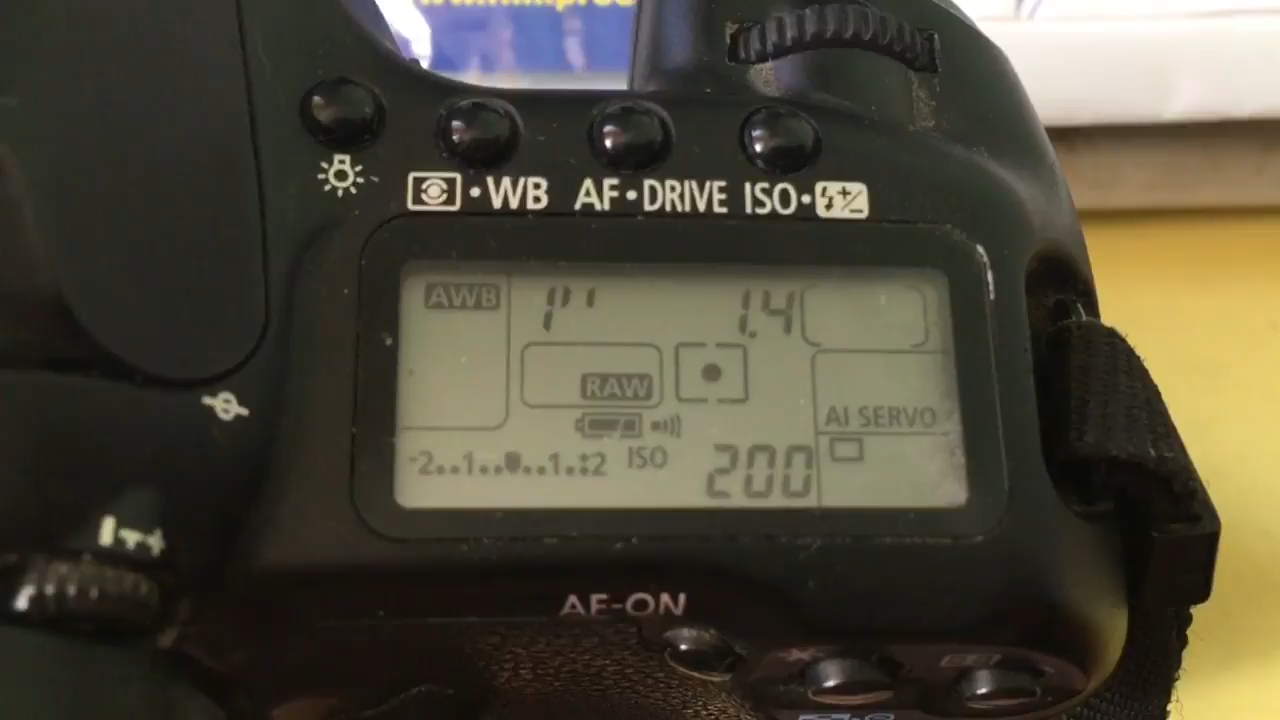 WB AF•DRIVE ISO•
AWB 1" 1.4
RAW
AI SERVO
-2..1..▼..1..:2 ISO 200
AF-ON